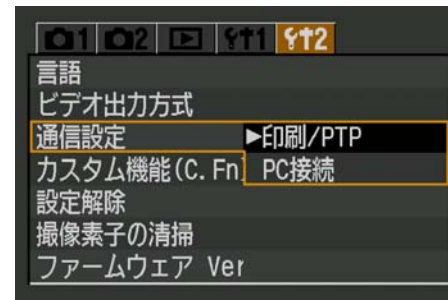 1 2 1 2
言語
ビデオ出力方式
通信設定 ▶印刷/PTP
カスタム機能(C.Fn) PC接続
設定解除
撮像素子の清掃
ファームウェア Ver